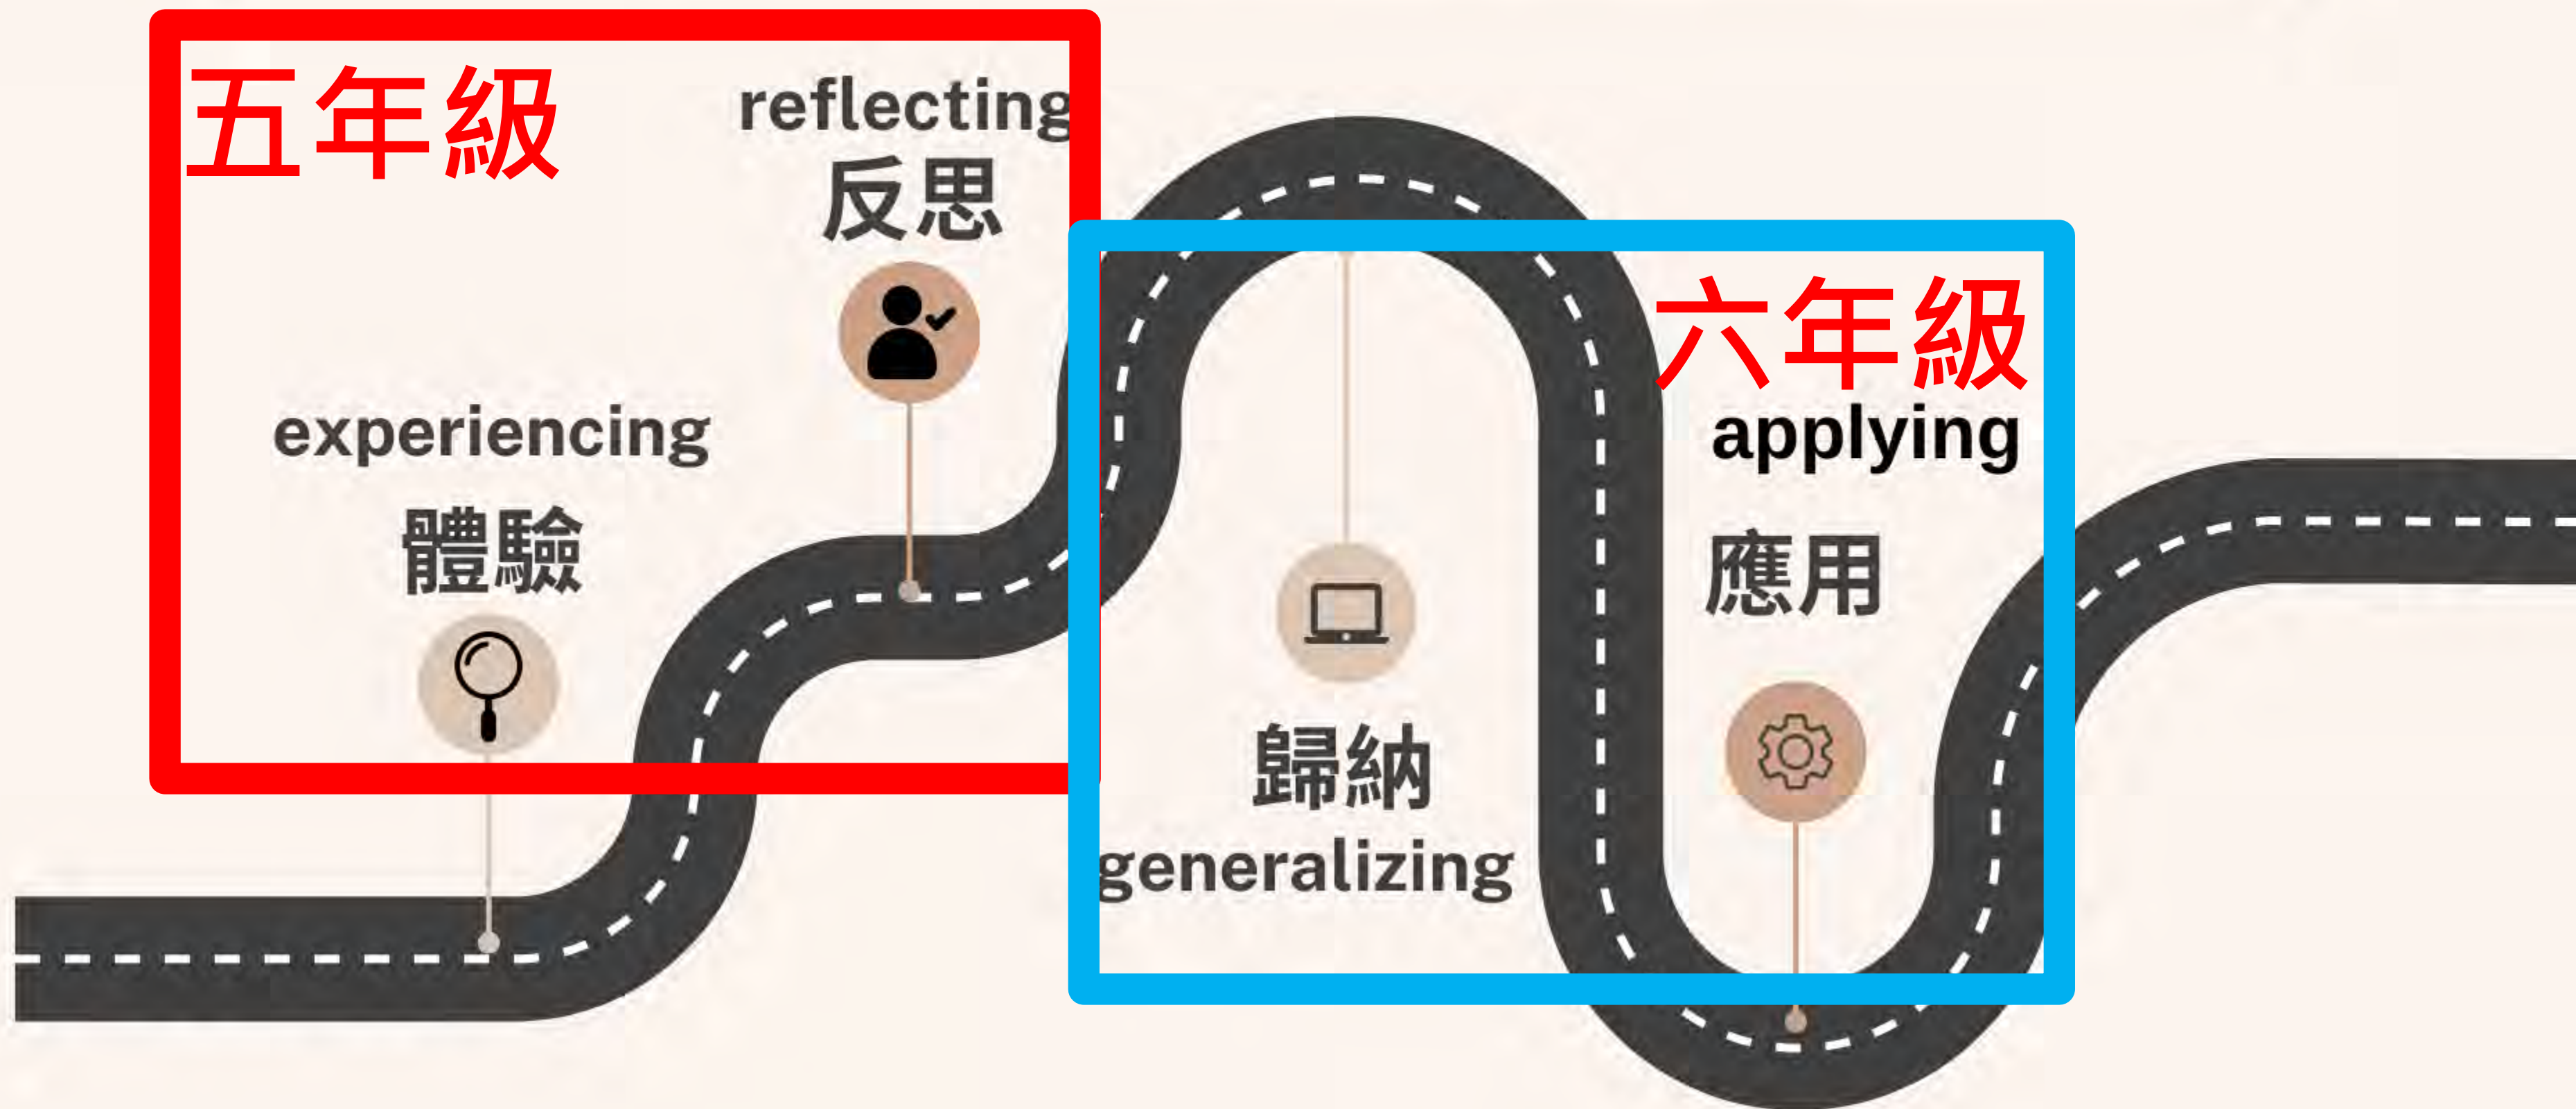 五年級
reflecting
反思
experiencing
體驗
六年級
applying
應用
歸納
generalizing